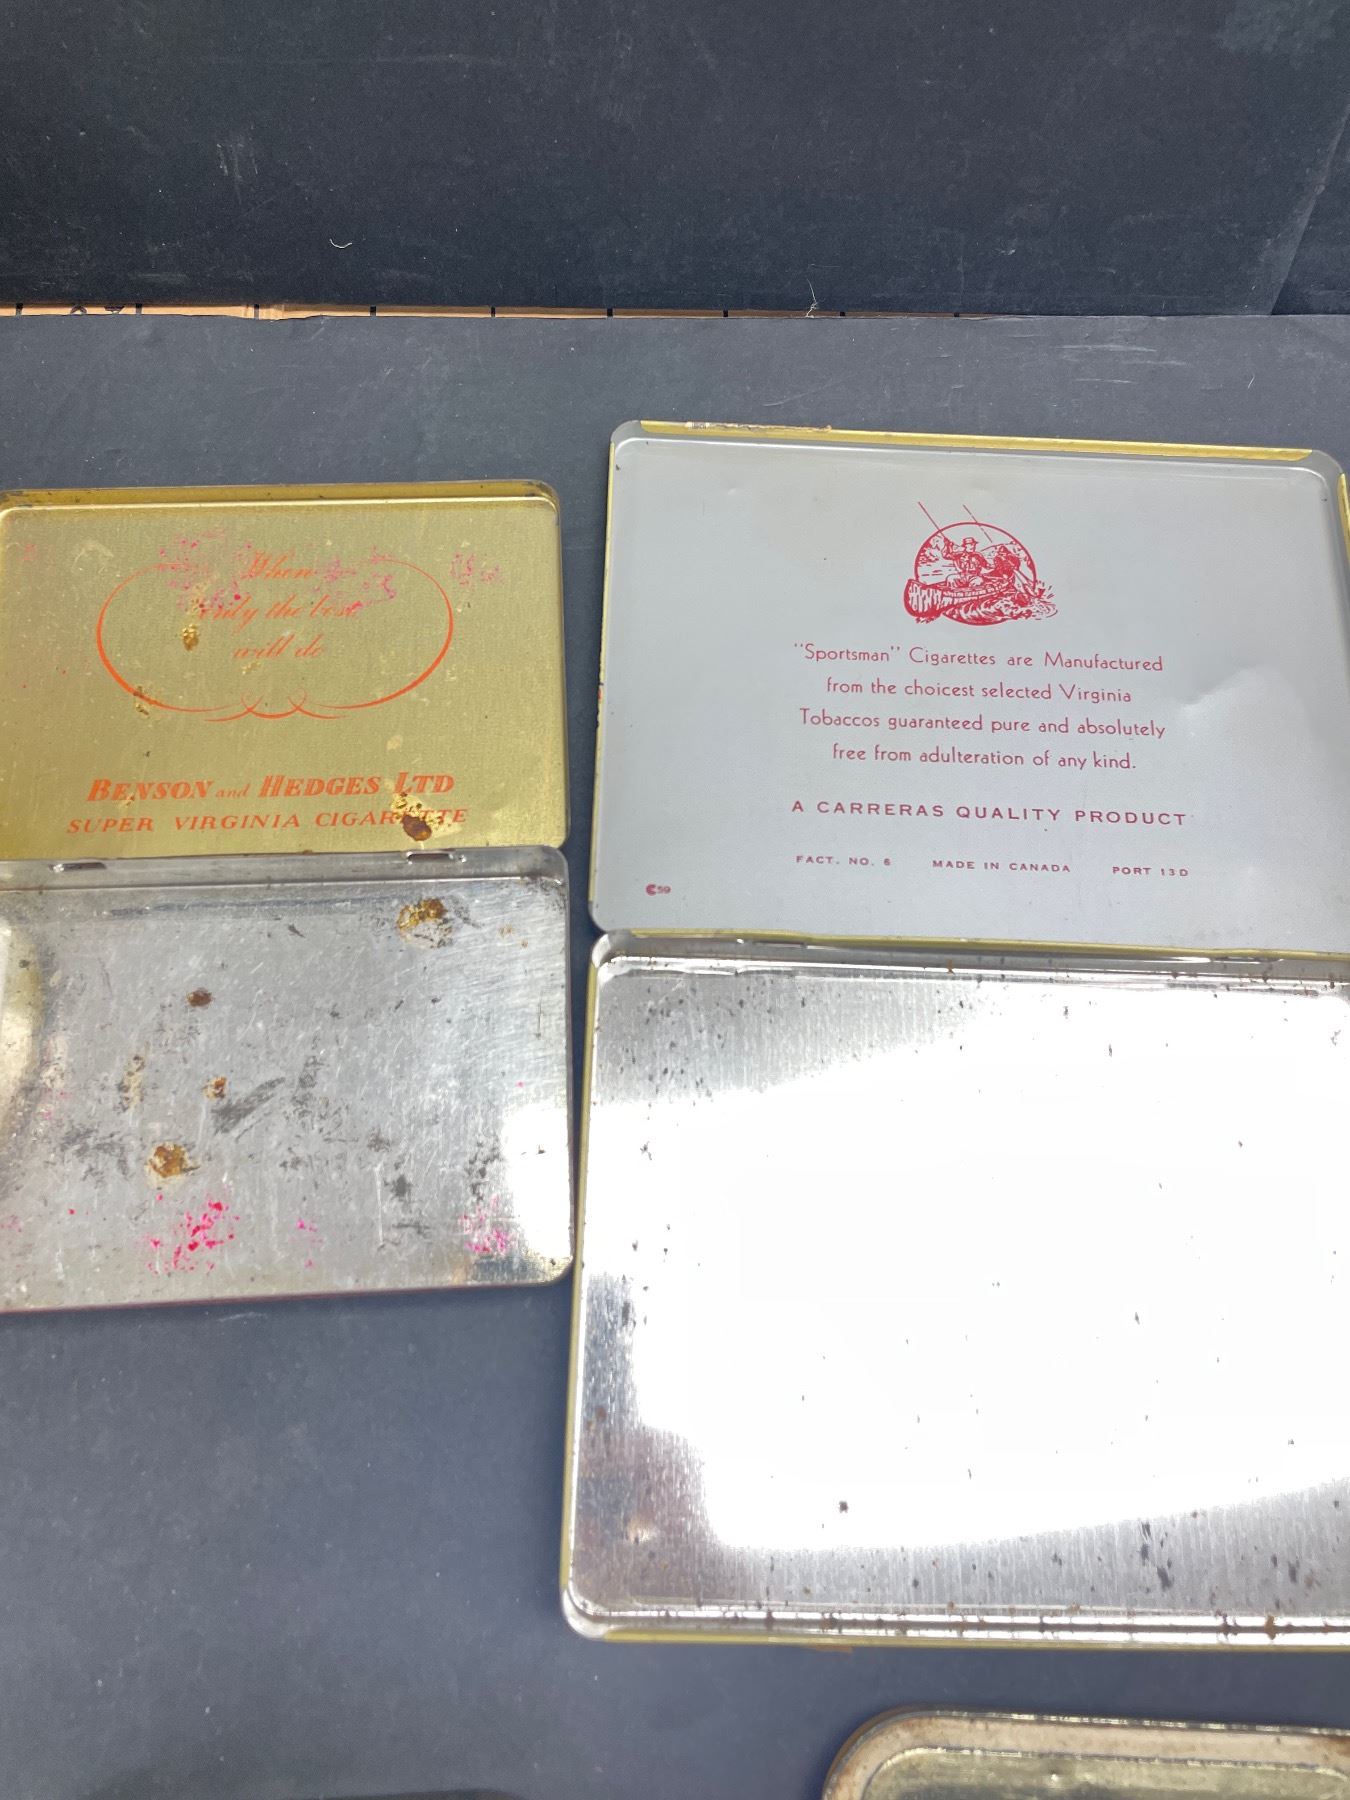 When
only the best
will do
BENSON and HEDGES LTD
SUPER VIRGINIA CIGARETTE
"Sportsman" Cigarettes are Manufactured
from the choicest selected Virginia
Tobaccos guaranteed pure and absolutely
free from adulteration of any kind.
A CARRERAS QUALITY PRODUCT
FACT. NO. 6 MADE IN CANADA PORT 13D
C59